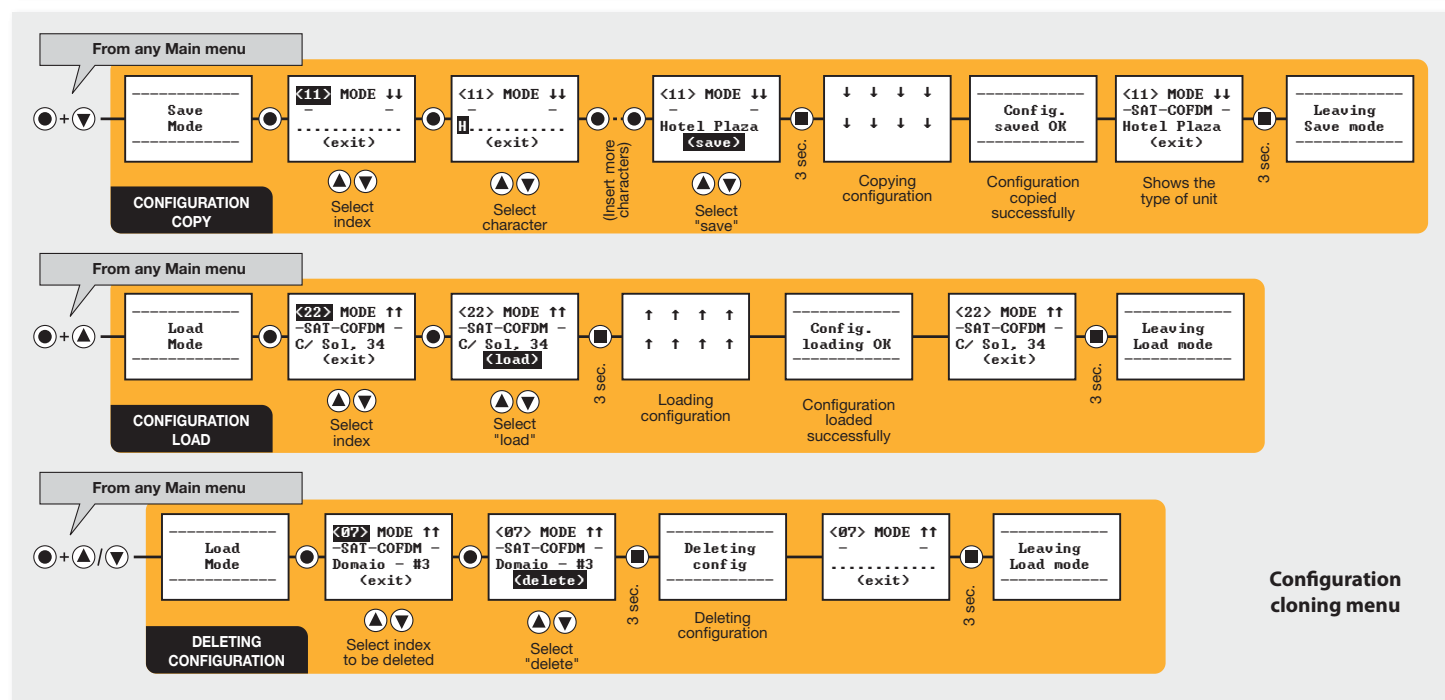 From any Main menu
------------
Save
Mode
------------
<11> MODE ↓↓
– –
............
(exit)
<11> MODE ↓↓
– –
H...........
(exit)
<11> MODE ↓↓
– –
Hotel Plaza
(save)
↓ ↓ ↓ ↓
↓ ↓ ↓ ↓
------------
Config.
saved OK
------------
<11> MODE ↓↓
-SAT-COFDM -
Hotel Plaza
(exit)
------------
Leaving
Save mode
------------
+
(Insert more
characters)
3 sec.
3 sec.
Select
index
Select
character
Select
"save"
Copying
configuration
Configuration
copied
successfully
Shows the
type of unit
CONFIGURATION
COPY
From any Main menu
------------
Load
Mode
------------
<22> MODE ↑↑
-SAT-COFDM -
C/ Sol, 34
(exit)
<22> MODE ↑↑
-SAT-COFDM -
C/ Sol, 34
(load)
↑ ↑ ↑ ↑
↑ ↑ ↑ ↑
------------
Config.
loading OK
------------
<22> MODE ↑↑
-SAT-COFDM -
C/ Sol, 34
(exit)
------------
Leaving
Load mode
------------
+
3 sec.
3 sec.
Select
index
Select
"load"
Loading
configuration
Configuration
loaded
successfully
CONFIGURATION
LOAD
From any Main menu
------------
Load
Mode
------------
<07> MODE ↑↑
-SAT-COFDM -
Domaio - #3
(exit)
<07> MODE ↑↑
-SAT-COFDM -
Domaio - #3
(delete)
------------
Deleting
config
------------
<07> MODE ↑↑
– –
............
(exit)
------------
Leaving
Load mode
------------
+ /
3 sec.
3 sec.
Select index
to be deleted
Select
"delete"
Deleting
configuration
DELETING
CONFIGURATION
Configuration
cloning menu